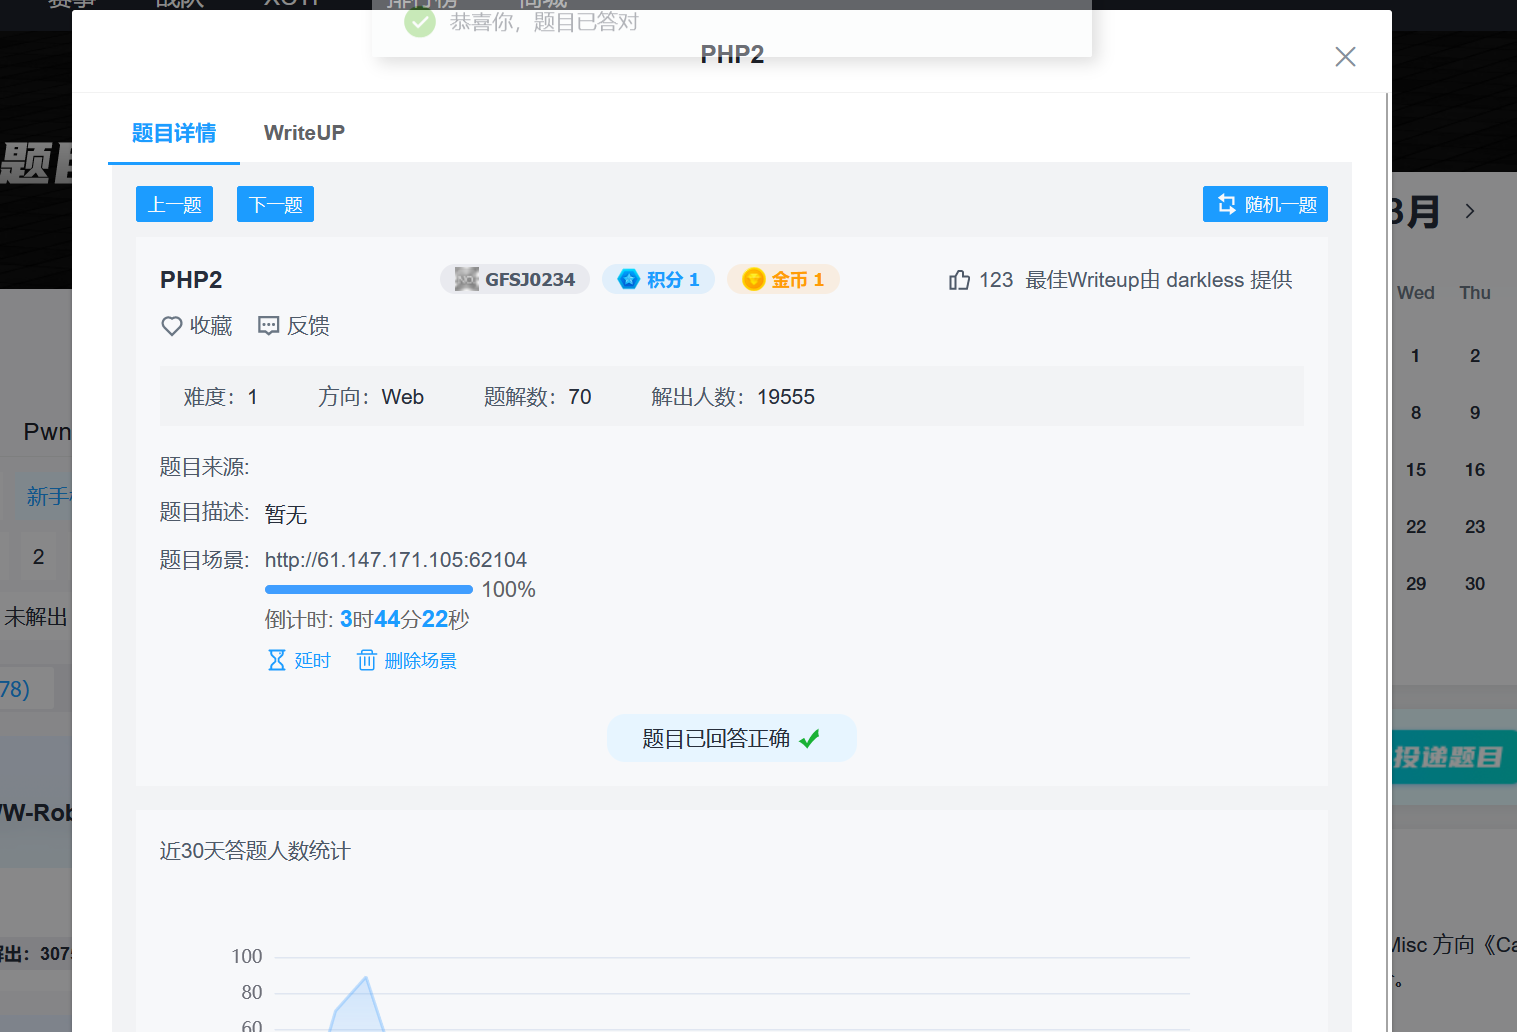 赛事 战队 XCTF 排行榜 商城
恭喜你，题目已答对
PHP2
题目详情 WriteUP
上一题 下一题 随机一题
PHP2 GFSJ0234 积分 1 金币 1 123 最佳Writeup由 darkless 提供
收藏 反馈
难度：1 方向：Web 题解数：70 解出人数：19555
题目来源:
题目描述: 暂无
题目场景: http://61.147.171.105:62104
100%
倒计时: 3时44分22秒
延时 删除场景
题目已回答正确
近30天答题人数统计
100
80
60
题目
Pwn
新手
2
未解出
78)
W-Rob
解出：307
3月
Wed Thu
1 2
8 9
15 16
22 23
29 30
投递题目
Misc 方向《Ca
。